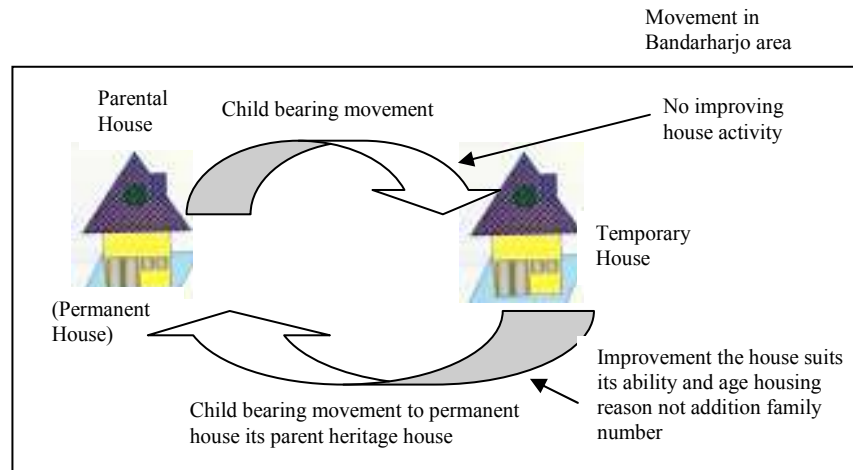 Movement in
Bandarharjo area
Parental
House
Child bearing movement
No improving
house activity
Temporary
House
(Permanent
House)
Improvement the house suits
its ability and age housing
reason not addition family
number
Child bearing movement to permanent
house its parent heritage house